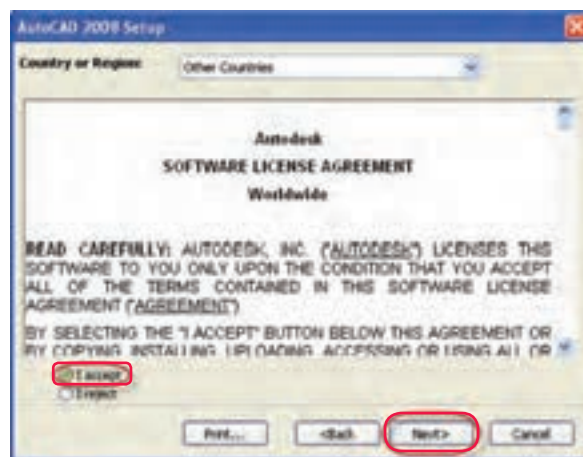 AutoCAD 2009 Setup
Country or Region: Other Countries
Autodesk
SOFTWARE LICENSE AGREEMENT
Worldwide
READ CAREFULLY: AUTODESK, INC. ("AUTODESK") LICENSES THIS
SOFTWARE TO YOU ONLY UPON THE CONDITION THAT YOU ACCEPT
ALL OF THE TERMS CONTAINED IN THIS SOFTWARE LICENSE
AGREEMENT ("AGREEMENT").
BY SELECTING THE "I ACCEPT" BUTTON BELOW THIS AGREEMENT OR
BY COPYING, INSTALLING, UPLOADING, ACCESSING OR USING ALL OR
I accept
I reject
Print... <Back Next> Cancel